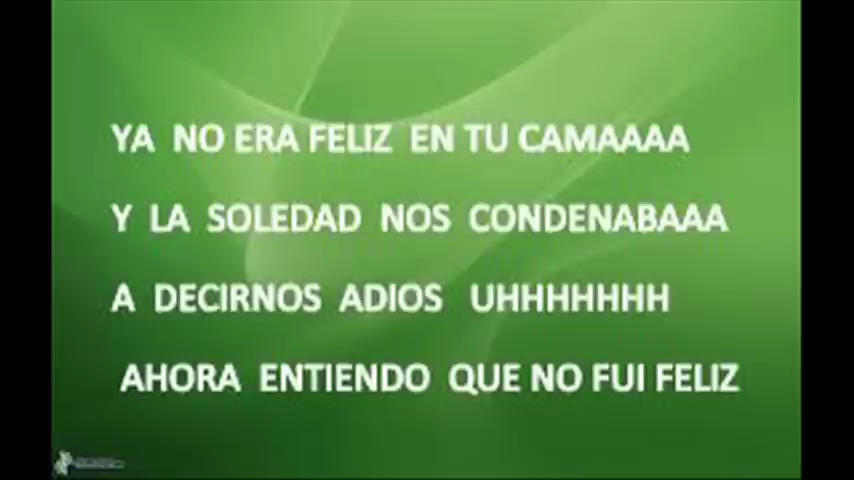 YA NO ERA FELIZ EN TU CAMAAAA
Y LA SOLEDAD NOS CONDENABAAA
A DECIRNOS ADIOS UHHHHHHH
AHORA ENTIENDO QUE NO FUI FELIZ